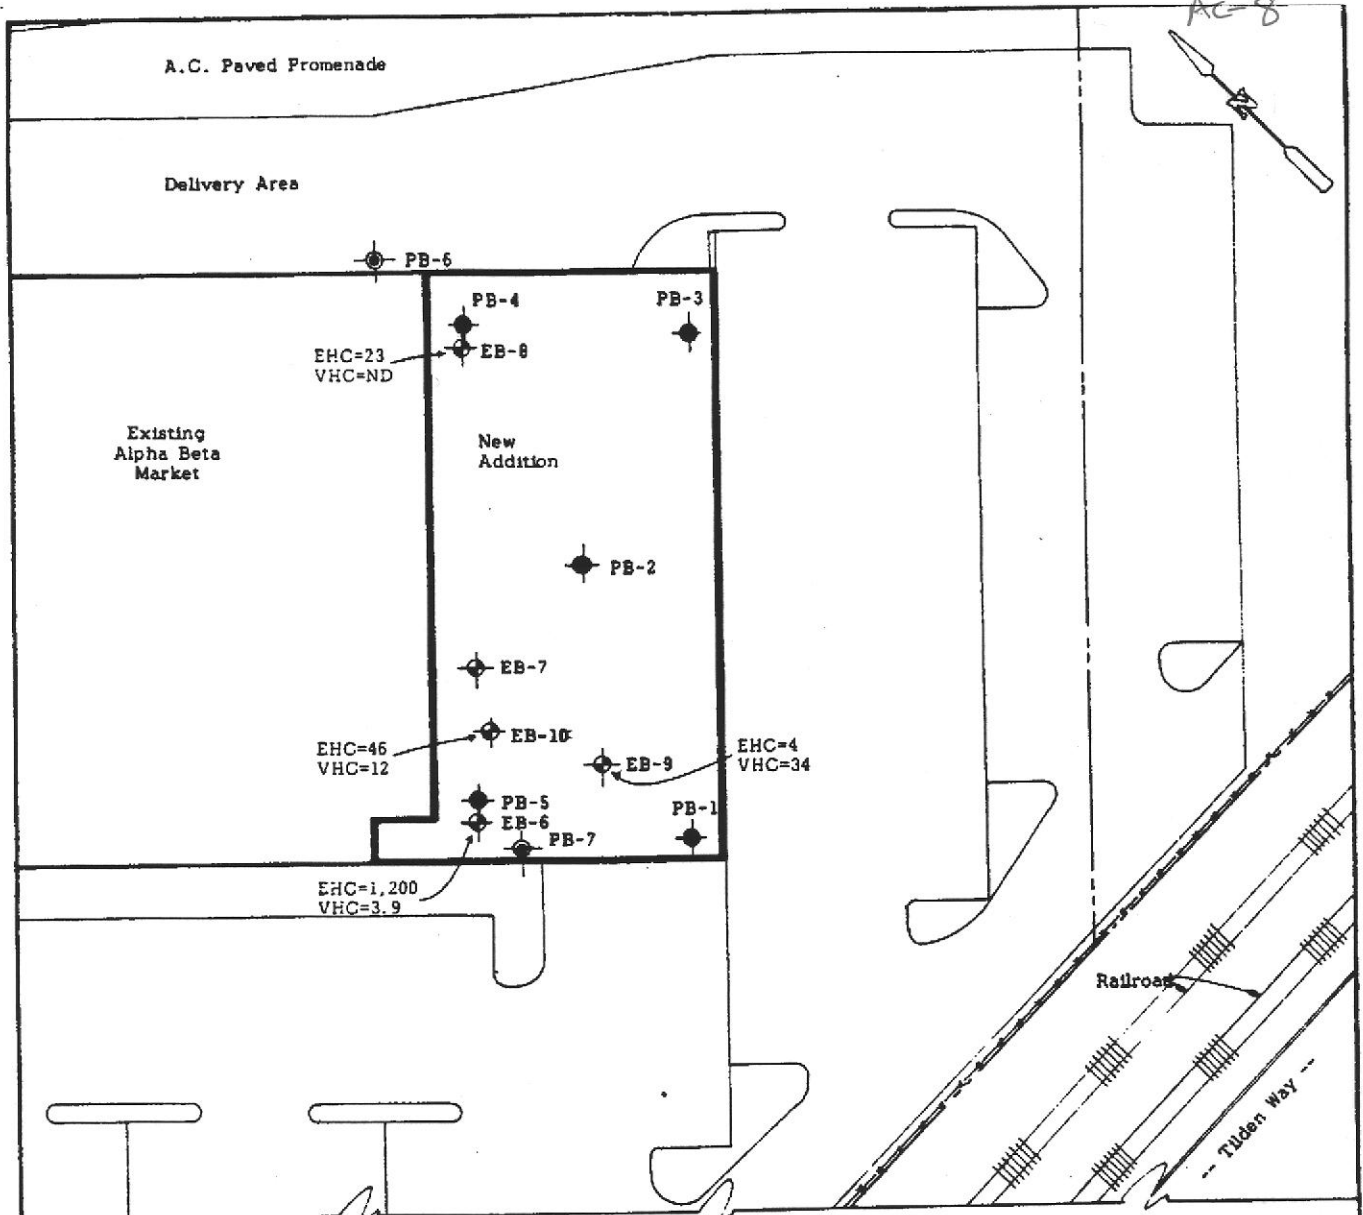 AC-8
A.C. Paved Promenade
N
Delivery Area
PB-6
PB-4
PB-3
EHC=23
VHC=ND
EB-8
Existing
Alpha Beta
Market
New
Addition
PB-2
EB-7
EHC=46
VHC=12
EB-10
EB-9
EHC=4
VHC=34
PB-5
PB-1
EB-6
PB-7
EHC=1,200
VHC=3.9
Railroad
-- Tilden Way --